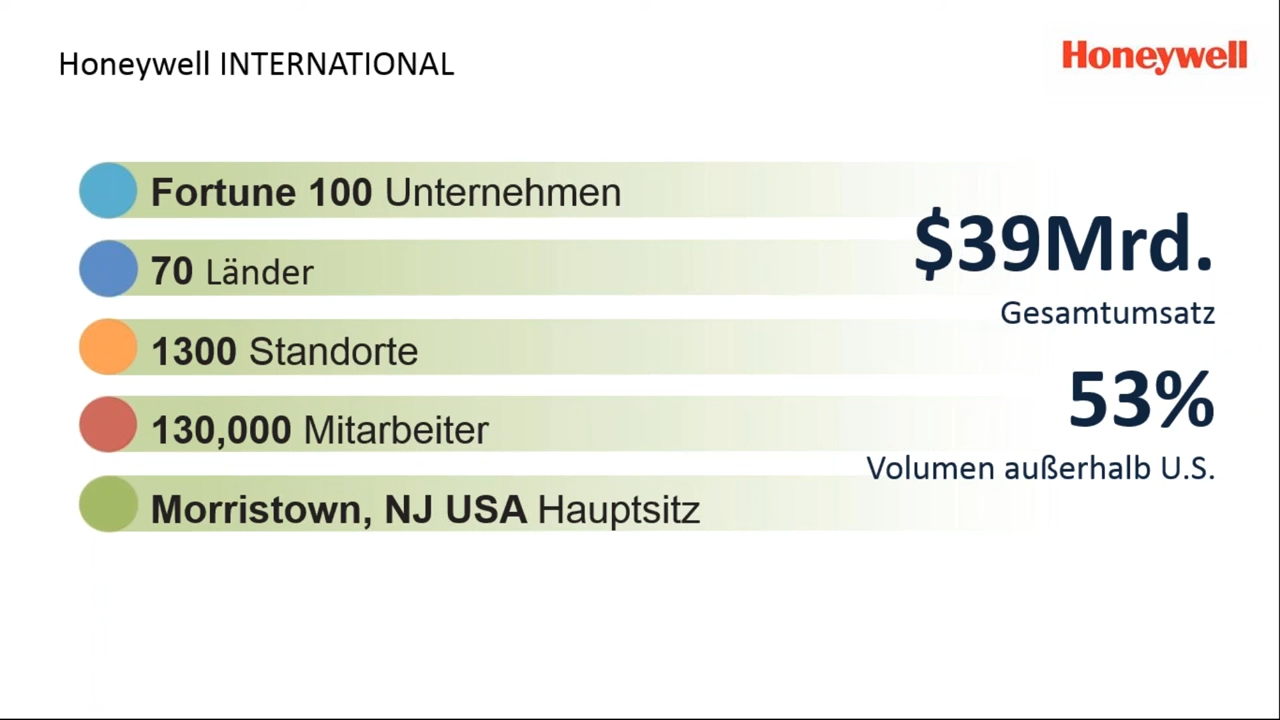 Honeywell INTERNATIONAL
Honeywell
Fortune 100 Unternehmen
70 Länder
1300 Standorte
130,000 Mitarbeiter
Morristown, NJ USA Hauptsitz
$39Mrd.
Gesamtumsatz
53%
Volumen außerhalb U.S.